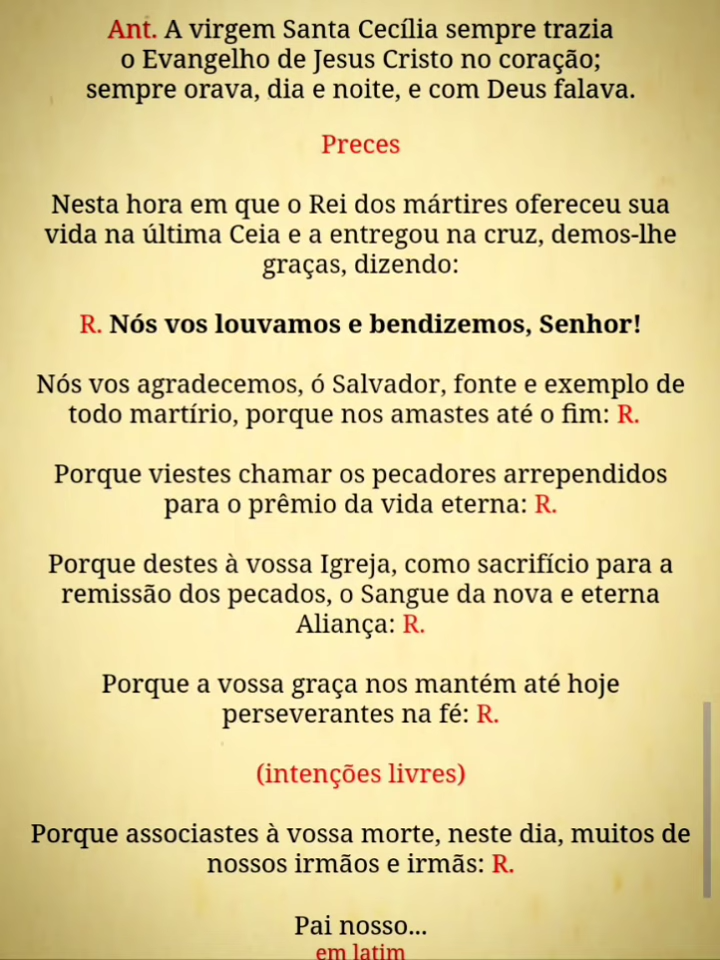 Ant. A virgem Santa Cecília sempre trazia
o Evangelho de Jesus Cristo no coração;
sempre orava, dia e noite, e com Deus falava.
Preces
Nesta hora em que o Rei dos mártires ofereceu sua
vida na última Ceia e a entregou na cruz, demos-lhe
graças, dizendo:
R. Nós vos louvamos e bendizemos, Senhor!
Nós vos agradecemos, ó Salvador, fonte e exemplo de
todo martírio, porque nos amastes até o fim: R.
Porque viestes chamar os pecadores arrependidos
para o prêmio da vida eterna: R.
Porque destes à vossa Igreja, como sacrifício para a
remissão dos pecados, o Sangue da nova e eterna
Aliança: R.
Porque a vossa graça nos mantém até hoje
perseverantes na fé: R.
(intenções livres)
Porque associastes à vossa morte, neste dia, muitos de
nossos irmãos e irmãs: R.
Pai nosso...
em latim